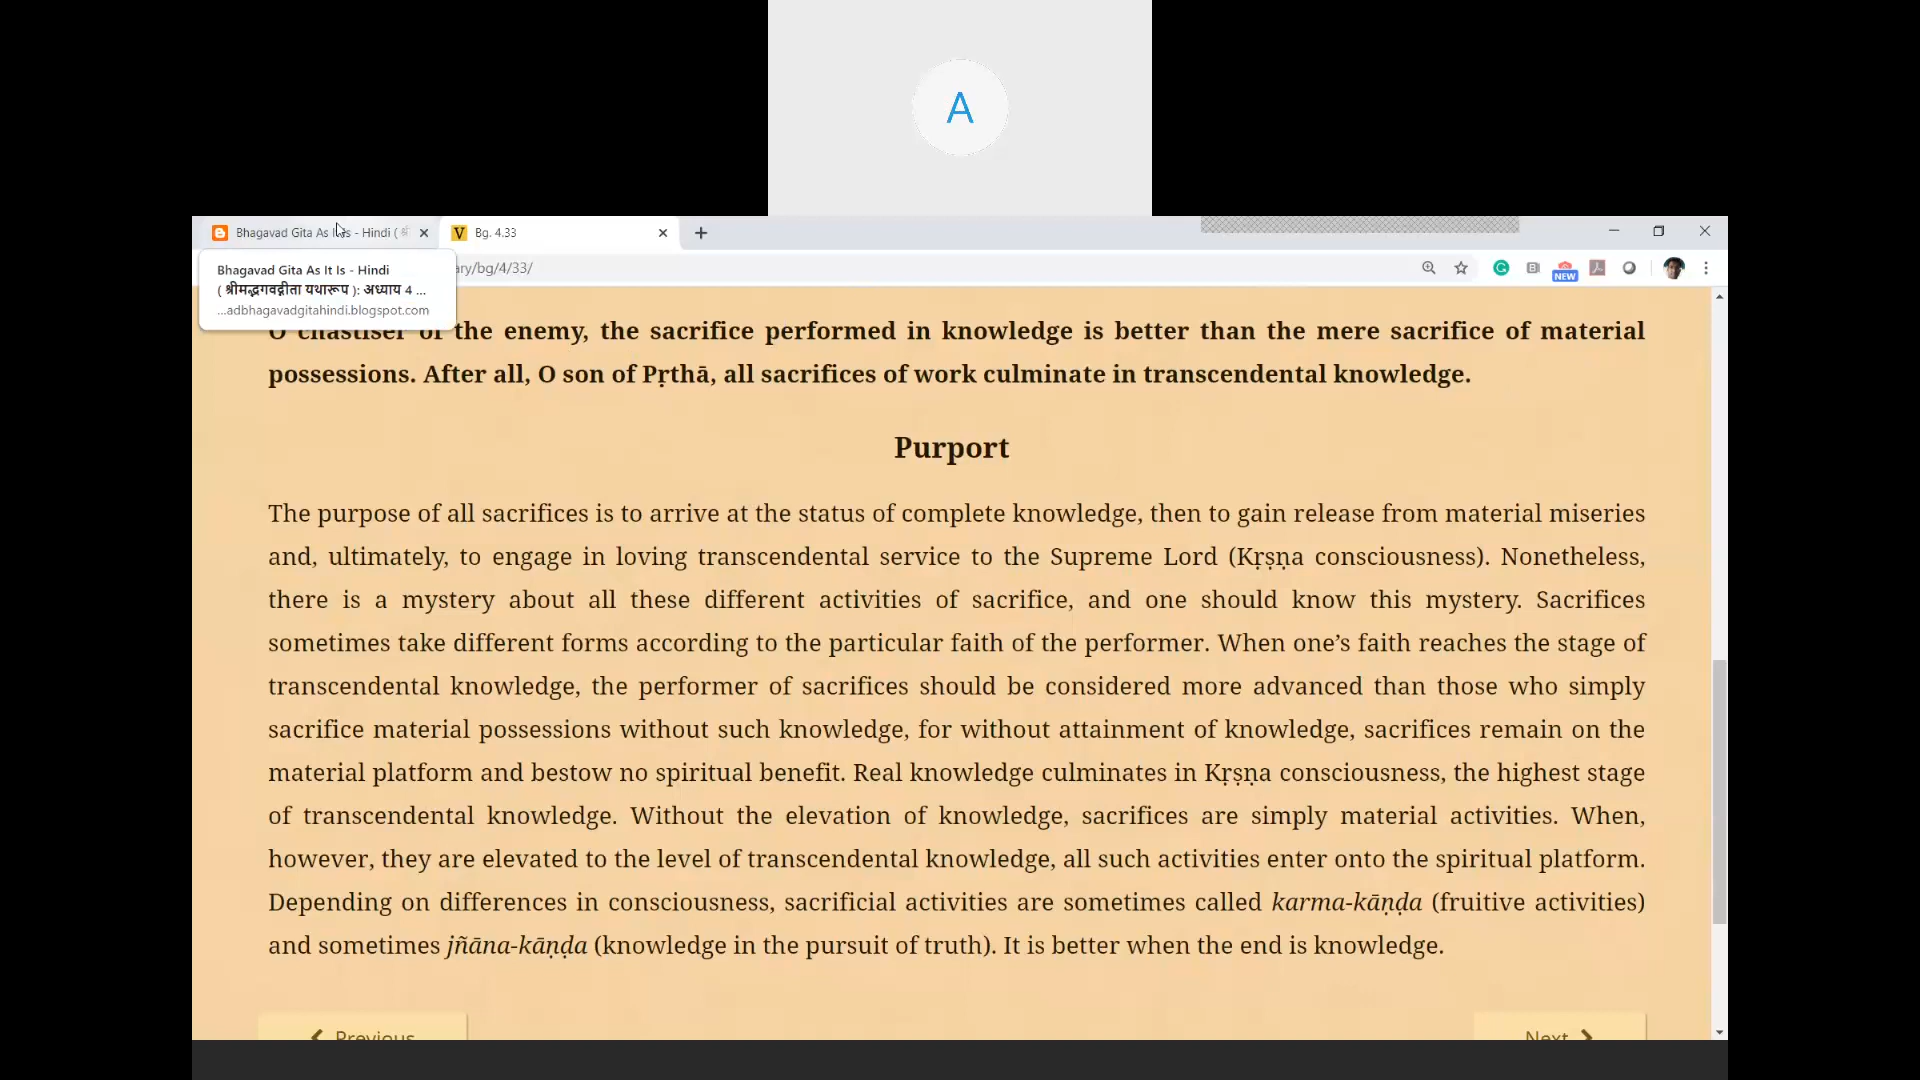 A
Bhagavad Gita As It Is - Hindi (
Bg. 4.33
Bhagavad Gita As It Is - Hindi
( श्रीमद्भगवद्गीता यथारूप ): अध्याय 4 ...
...adbhagavadgitahindi.blogspot.com
ary/bg/4/33/
NEW
O chastiser of the enemy, the sacrifice performed in knowledge is better than the mere sacrifice of material
possessions. After all, O son of Pṛthā, all sacrifices of work culminate in transcendental knowledge.
Purport
The purpose of all sacrifices is to arrive at the status of complete knowledge, then to gain release from material miseries
and, ultimately, to engage in loving transcendental service to the Supreme Lord (Kṛṣṇa consciousness). Nonetheless,
there is a mystery about all these different activities of sacrifice, and one should know this mystery. Sacrifices
sometimes take different forms according to the particular faith of the performer. When one’s faith reaches the stage of
transcendental knowledge, the performer of sacrifices should be considered more advanced than those who simply
sacrifice material possessions without such knowledge, for without attainment of knowledge, sacrifices remain on the
material platform and bestow no spiritual benefit. Real knowledge culminates in Kṛṣṇa consciousness, the highest stage
of transcendental knowledge. Without the elevation of knowledge, sacrifices are simply material activities. When,
however, they are elevated to the level of transcendental knowledge, all such activities enter onto the spiritual platform.
Depending on differences in consciousness, sacrificial activities are sometimes called karma-kāṇḍa (fruitive activities)
and sometimes jñāna-kāṇḍa (knowledge in the pursuit of truth). It is better when the end is knowledge.
Previous
Next